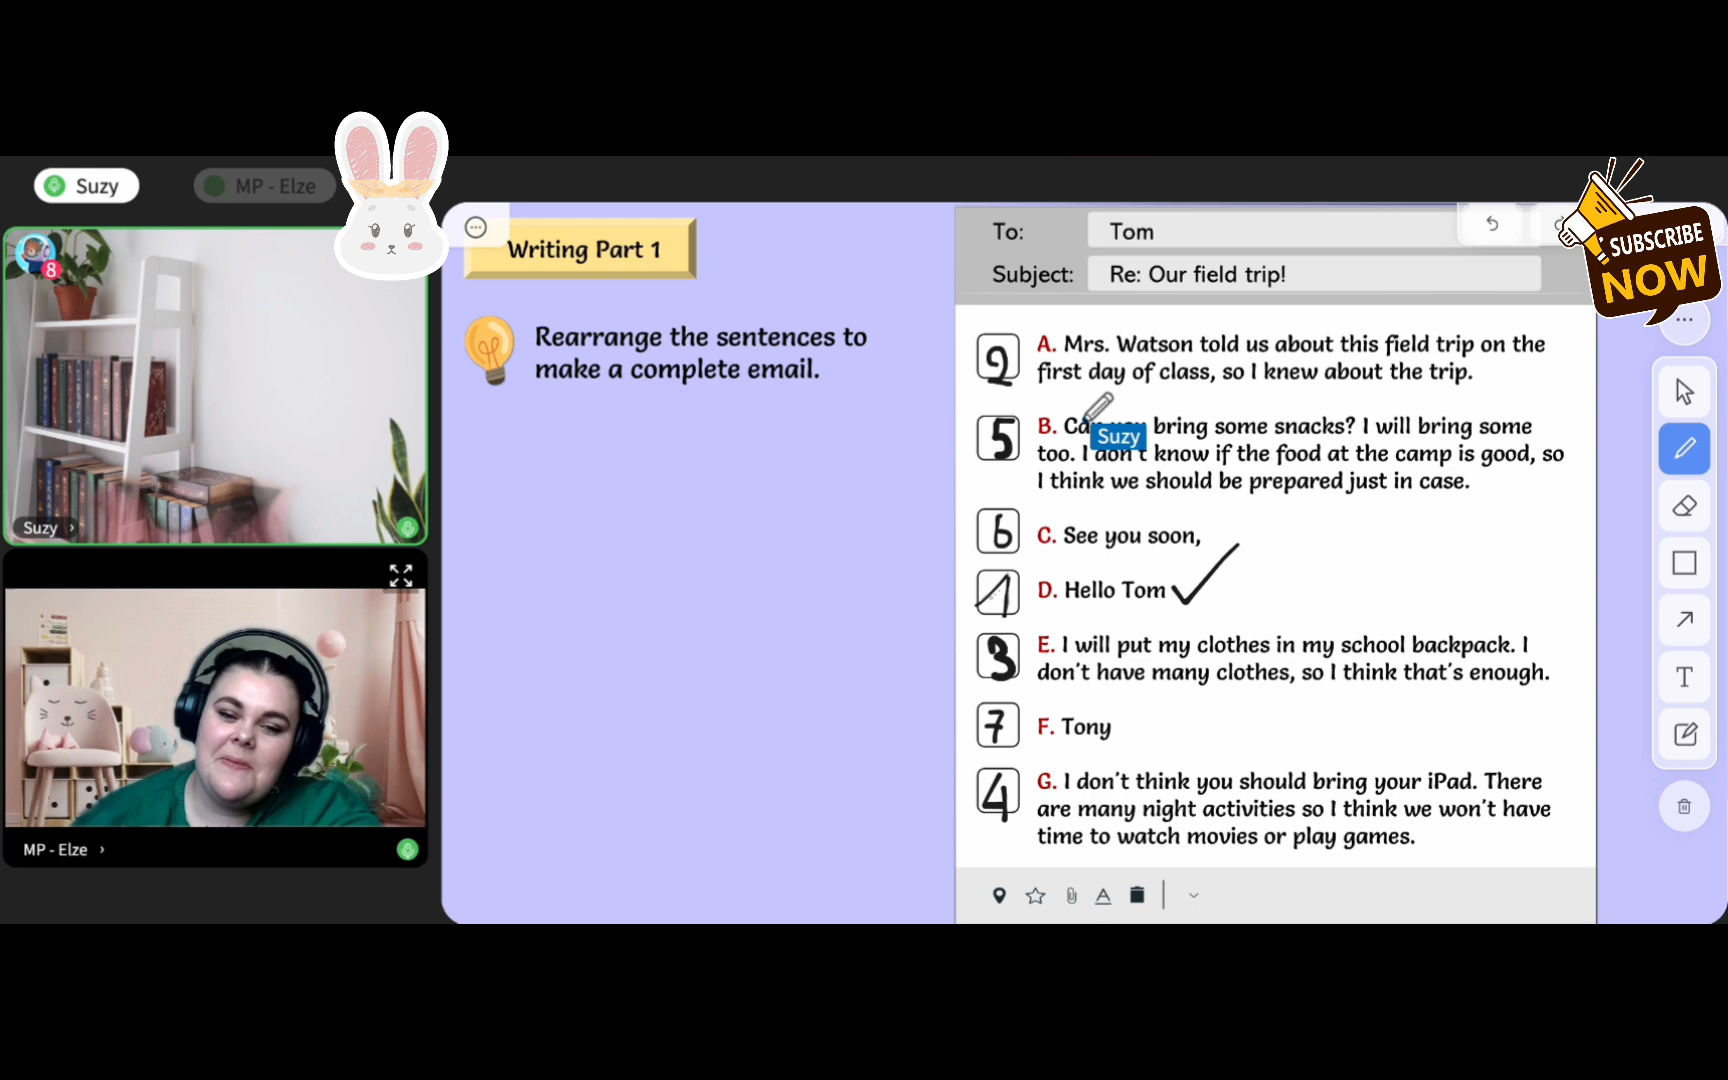 Suzy
MP - Elze
8
Suzy
MP - Elze
Writing Part 1
Rearrange the sentences to
make a complete email.
To: Tom
Subject: Re: Our field trip!
2 A. Mrs. Watson told us about this field trip on the
first day of class, so I knew about the trip.
5 B. Can you bring some snacks? I will bring some
too. I don't know if the food at the camp is good, so
I think we should be prepared just in case.
Suzy
6 C. See you soon,
1 D. Hello Tom
3 E. I will put my clothes in my school backpack. I
don't have many clothes, so I think that's enough.
7 F. Tony
4 G. I don't think you should bring your iPad. There
are many night activities so I think we won't have
time to watch movies or play games.
SUBSCRIBE
NOW
T
A